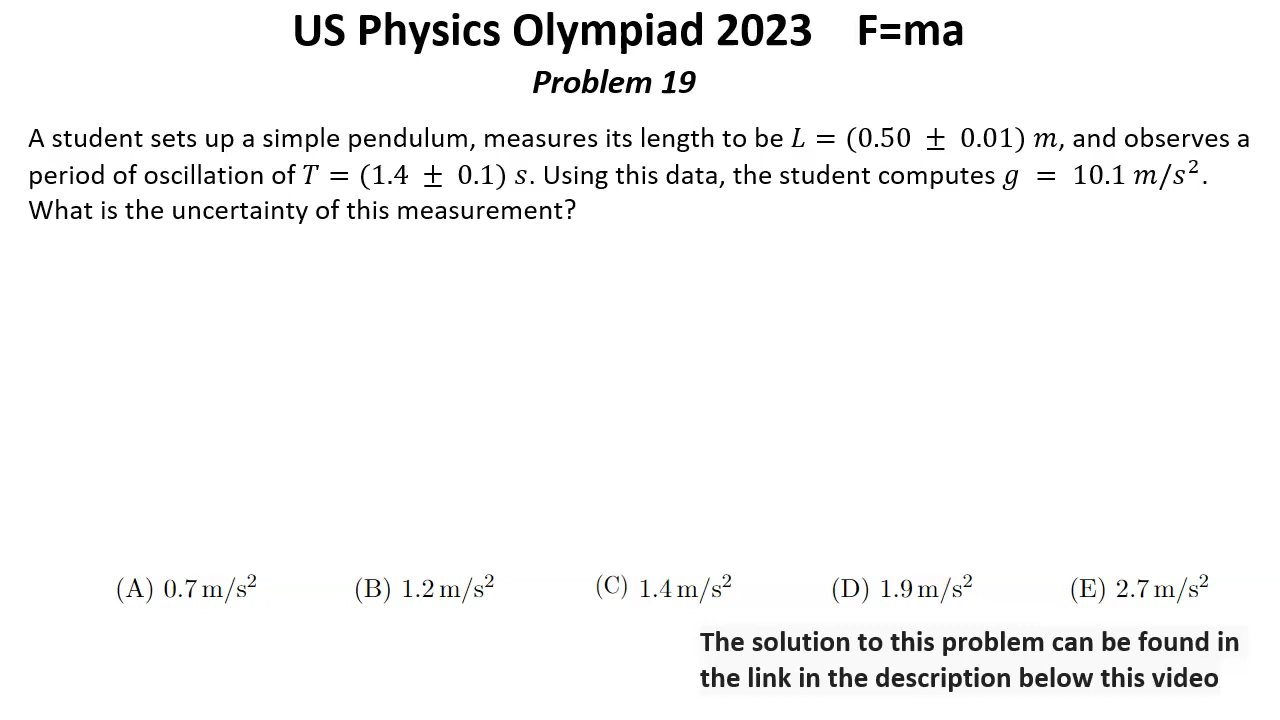 US Physics Olympiad 2023 F=ma
Problem 19
A student sets up a simple pendulum, measures its length to be L = (0.50 ± 0.01) m, and observes a
period of oscillation of T = (1.4 ± 0.1) s. Using this data, the student computes g = 10.1 m/s².
What is the uncertainty of this measurement?
(A) 0.7 m/s² (B) 1.2 m/s² (C) 1.4 m/s² (D) 1.9 m/s² (E) 2.7 m/s²
The solution to this problem can be found in
the link in the description below this video